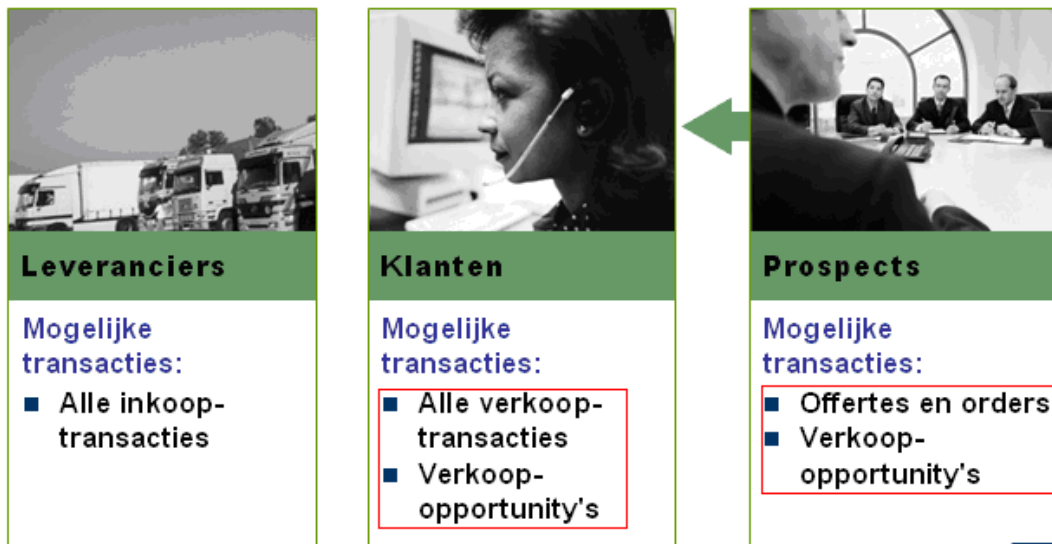 Leveranciers
Mogelijke
transacties:
Alle inkoop-
transacties
Klanten
Mogelijke
transacties:
Alle verkoop-
transacties
Verkoop-
opportunity's
Prospects
Mogelijke
transacties:
Offertes en orders
Verkoop-
opportunity's